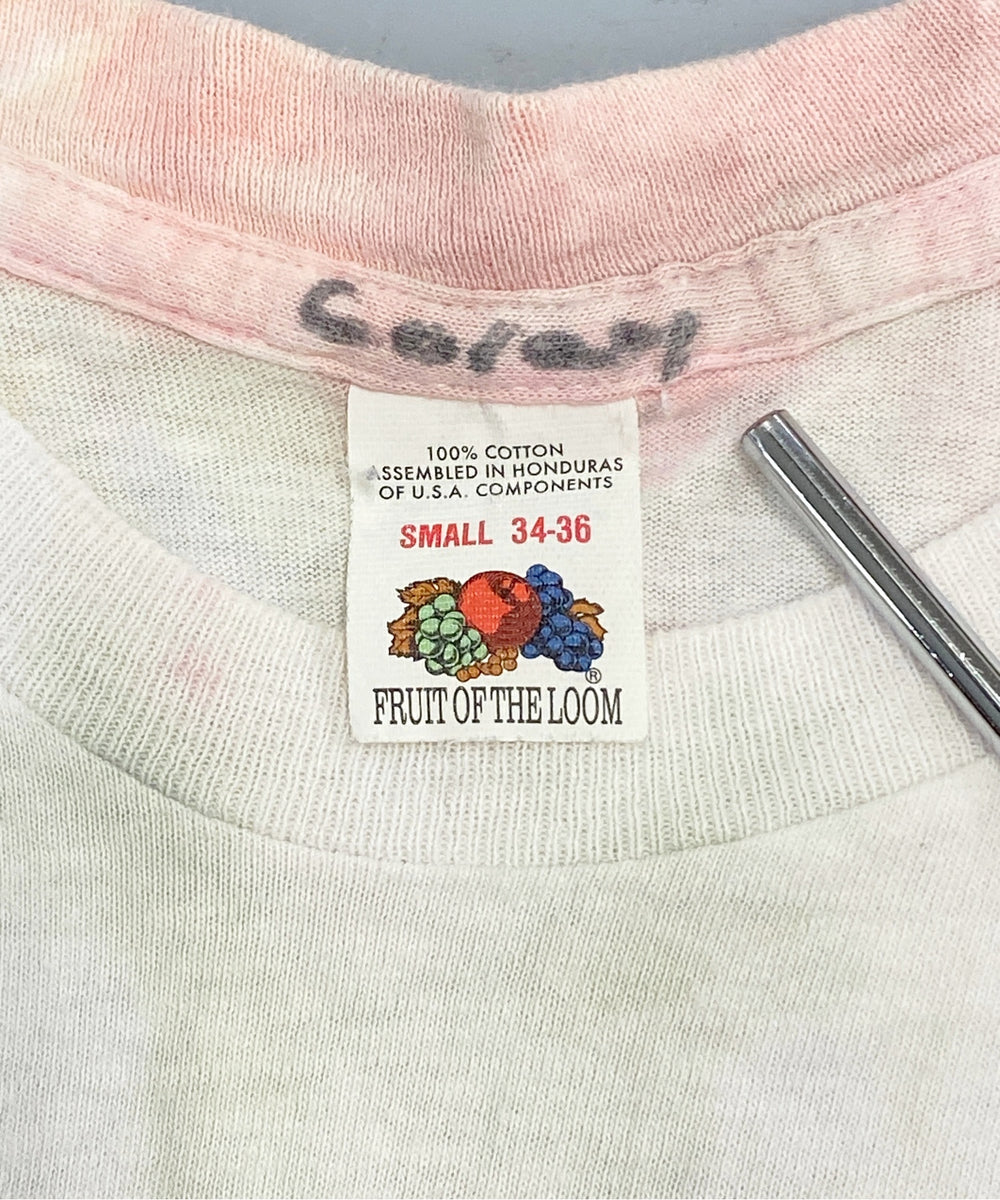 100% COTTON
ASSEMBLED IN HONDURAS
OF U.S.A. COMPONENTS
SMALL 34-36
®
FRUIT OF THE LOOM